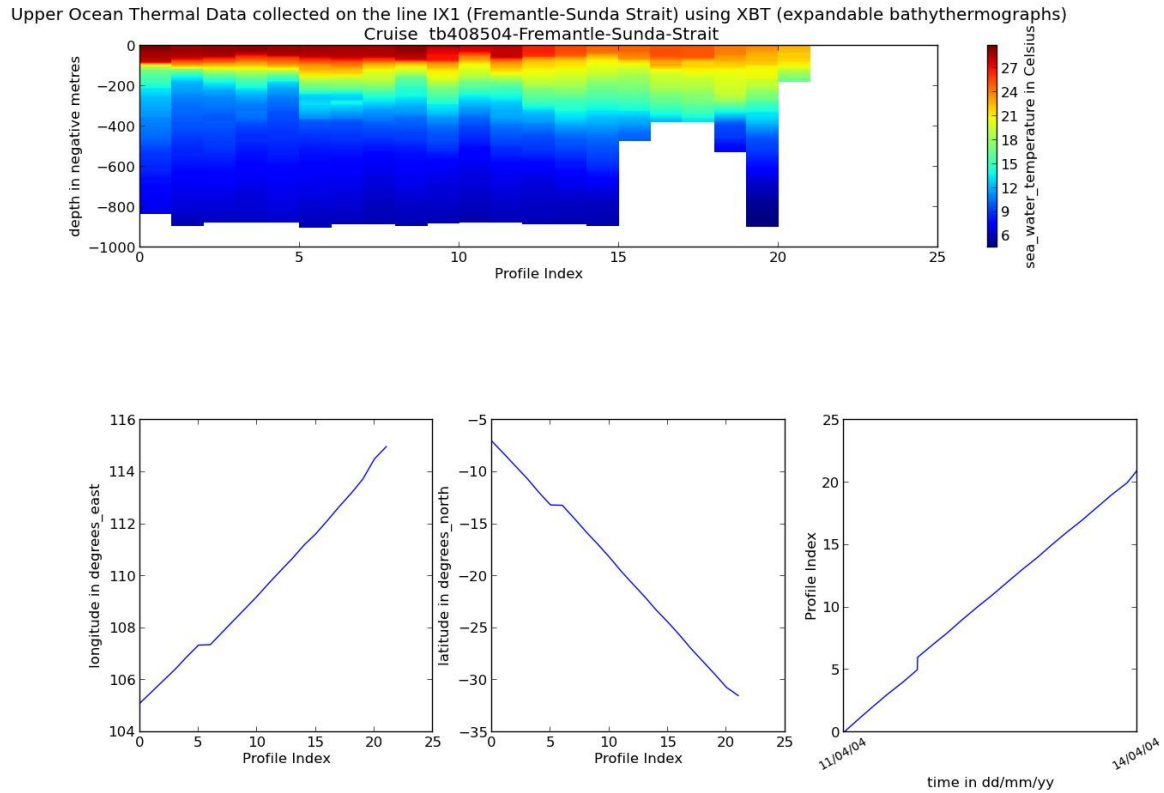 Upper Ocean Thermal Data collected on the line IX1 (Fremantle-Sunda Strait) using XBT (expandable bathythermographs)
Cruise tb408504-Fremantle-Sunda-Strait
depth in negative metres
0
−200
−400
−600
−800
−1000
0 5 10 15 20 25
Profile Index
27
24
21
18
15
12
9
6
sea_water_temperature in Celsius
longitude in degrees_east
116
114
112
110
108
106
104
0 5 10 15 20 25
Profile Index
latitude in degrees_north
−5
−10
−15
−20
−25
−30
−35
0 5 10 15 20 25
Profile Index
Profile Index
25
20
15
10
5
0
11/04/04 14/04/04
time in dd/mm/yy